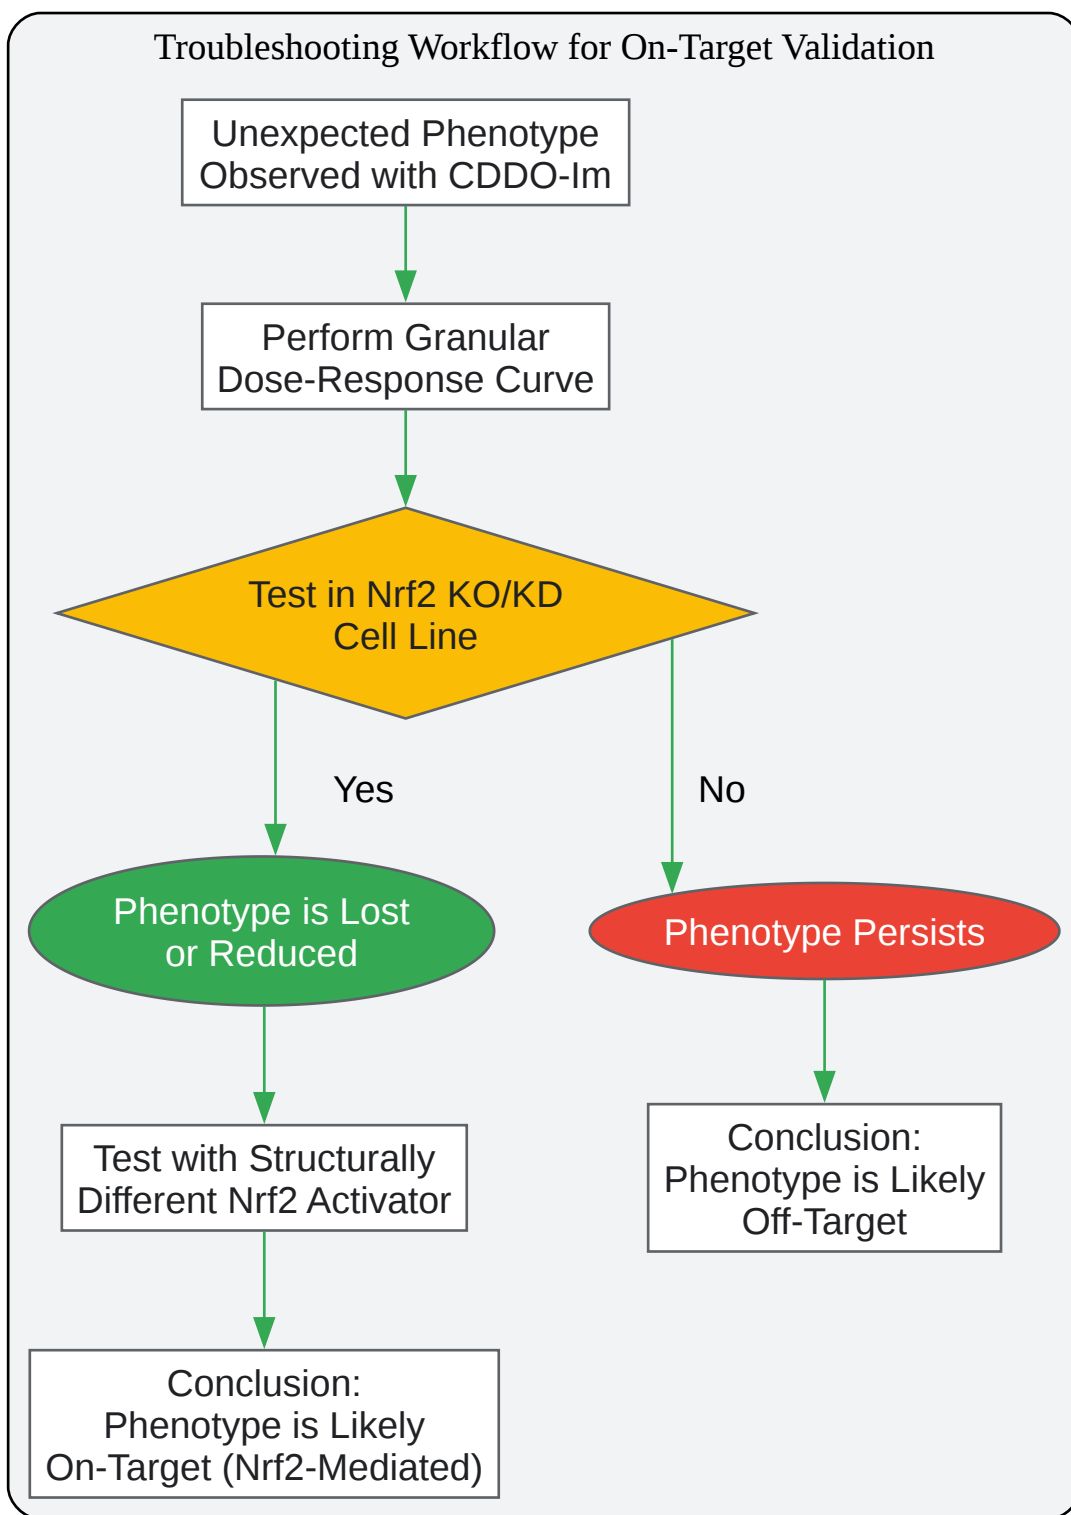 Troubleshooting Workflow for On-Target Validation
Unexpected Phenotype
Observed with CDDO-Im
Perform Granular
Dose-Response Curve
Test in Nrf2 KO/KD
Cell Line
Yes
No
Phenotype is Lost
or Reduced
Phenotype Persists
Test with Structurally
Different Nrf2 Activator
Conclusion:
Phenotype is Likely
Off-Target
Conclusion:
Phenotype is Likely
On-Target (Nrf2-Mediated)